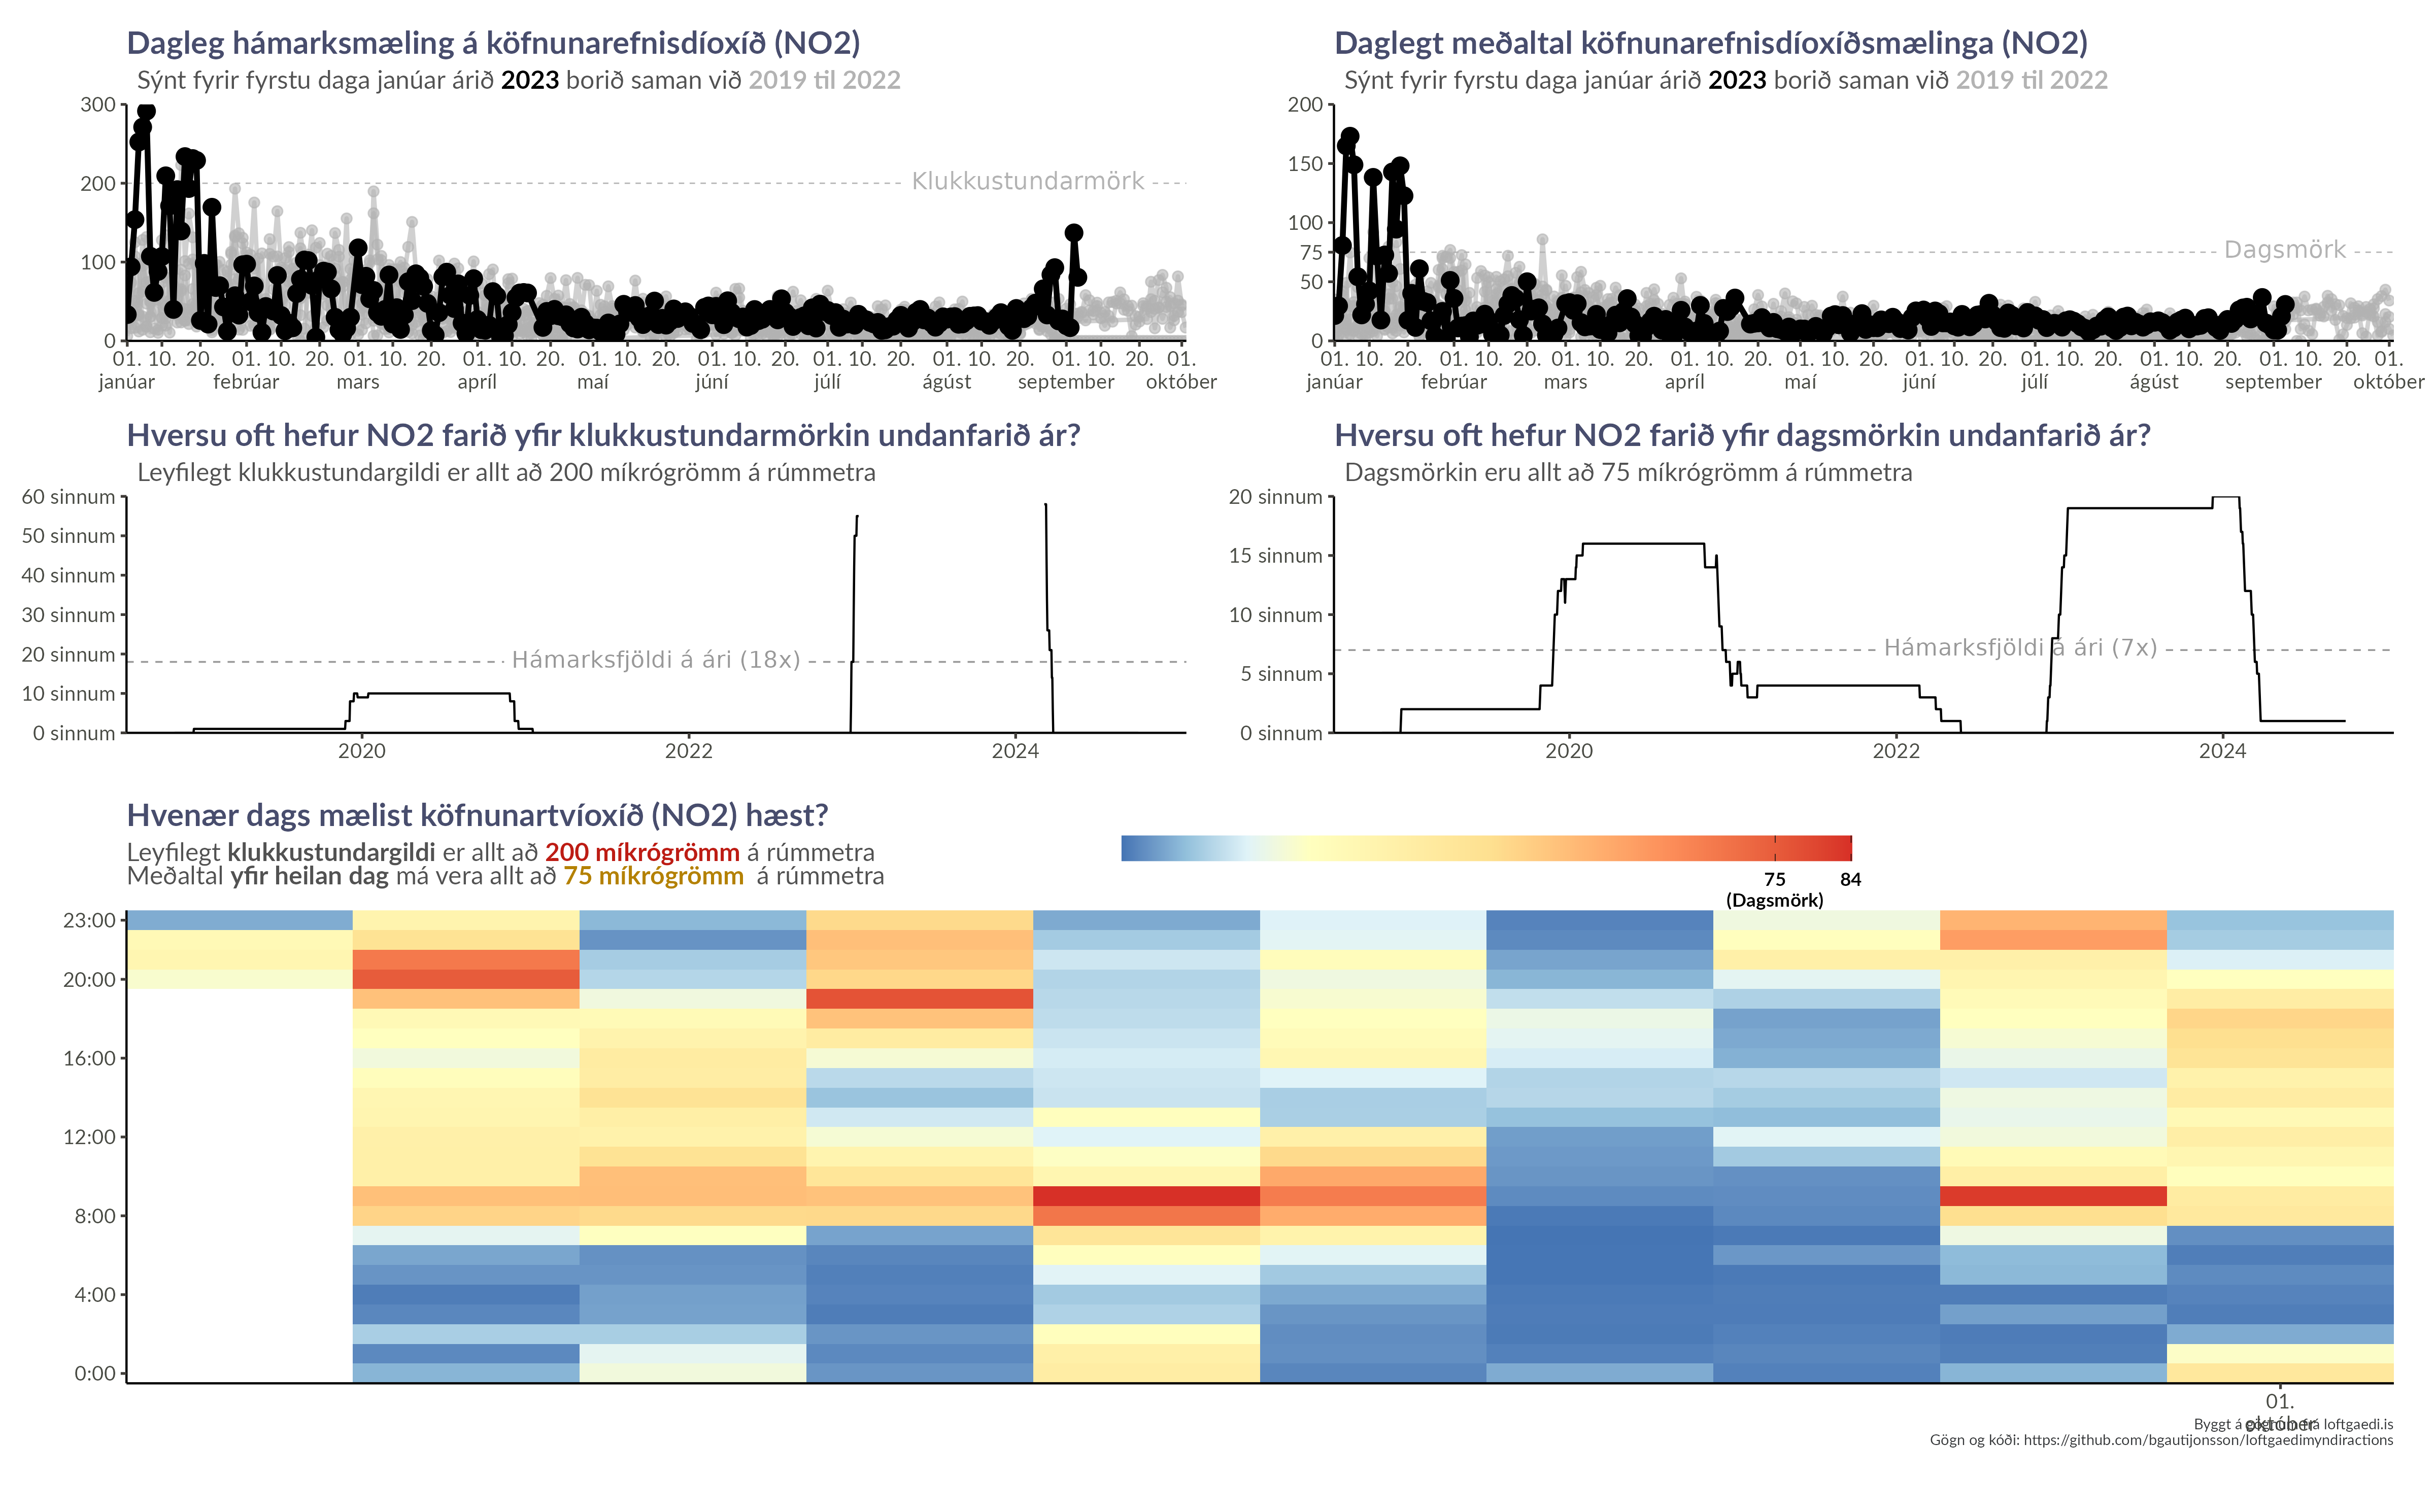 Dagleg hámarksmæling á köfnunarefnisdíoxíð (NO2)
Sýnt fyrir fyrstu daga janúar árið 2023 borið saman við 2019 til 2022
300
200
100
0
Klukkustundarmörk
01. 10. 20. 01. 10. 20. 01. 10. 20. 01. 10. 20. 01. 10. 20. 01. 10. 20. 01. 10. 20. 01. 10. 20. 01. 10. 20. 01.
janúar febrúar mars apríl maí júní júlí ágúst september október
Daglegt meðaltal köfnunarefnisdíoxíðsmælinga (NO2)
Sýnt fyrir fyrstu daga janúar árið 2023 borið saman við 2019 til 2022
200
150
100
75
50
0
Dagsmörk
01. 10. 20. 01. 10. 20. 01. 10. 20. 01. 10. 20. 01. 10. 20. 01. 10. 20. 01. 10. 20. 01. 10. 20. 01. 10. 20. 01.
janúar febrúar mars apríl maí júní júlí ágúst september október
Hversu oft hefur NO2 farið yfir klukkustundarmörkin undanfarið ár?
Leyfilegt klukkustundargildi er allt að 200 míkrógrömm á rúmmetra
60 sinnum
50 sinnum
40 sinnum
30 sinnum
20 sinnum
10 sinnum
0 sinnum
Hámarksfjöldi á ári (18x)
2020 2022 2024
Hversu oft hefur NO2 farið yfir dagsmörkin undanfarið ár?
Dagsmörkin eru allt að 75 míkrógrömm á rúmmetra
20 sinnum
15 sinnum
10 sinnum
5 sinnum
0 sinnum
Hámarksfjöldi á ári (7x)
2020 2022 2024
Hvenær dags mælist köfnunartvíoxíð (NO2) hæst?
Leyfilegt klukkustundargildi er allt að 200 míkrógrömm á rúmmetra
Meðaltal yfir heilan dag má vera allt að 75 míkrógrömm á rúmmetra
75 84
(Dagsmörk)
23:00
20:00
16:00
12:00
8:00
4:00
0:00
01.
október
Byggt á gögnum frá loftgaedi.is
Gögn og kóði: https://github.com/bgautijonsson/loftgaedimyndiractions